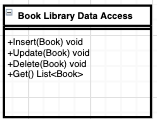 Book Library Data Access
+Insert(Book) void
+Update(Book) void
+Delete(Book) void
+Get() List<Book>